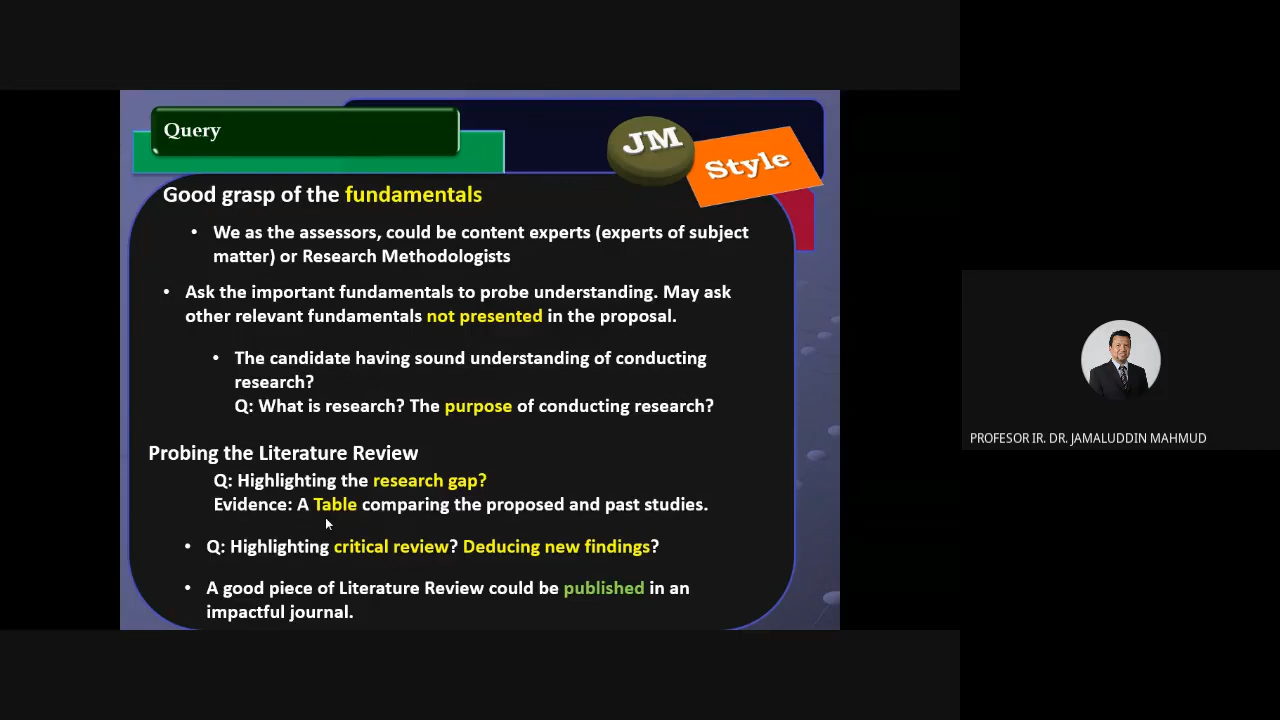 Query
JM
Style
Good grasp of the fundamentals
• We as the assessors, could be content experts (experts of subject
matter) or Research Methodologists
• Ask the important fundamentals to probe understanding. May ask
other relevant fundamentals not presented in the proposal.
• The candidate having sound understanding of conducting
research?
Q: What is research? The purpose of conducting research?
Probing the Literature Review
Q: Highlighting the research gap?
Evidence: A Table comparing the proposed and past studies.
• Q: Highlighting critical review? Deducing new findings?
• A good piece of Literature Review could be published in an
impactful journal.
PROFESOR IR. DR. JAMALUDDIN MAHMUD